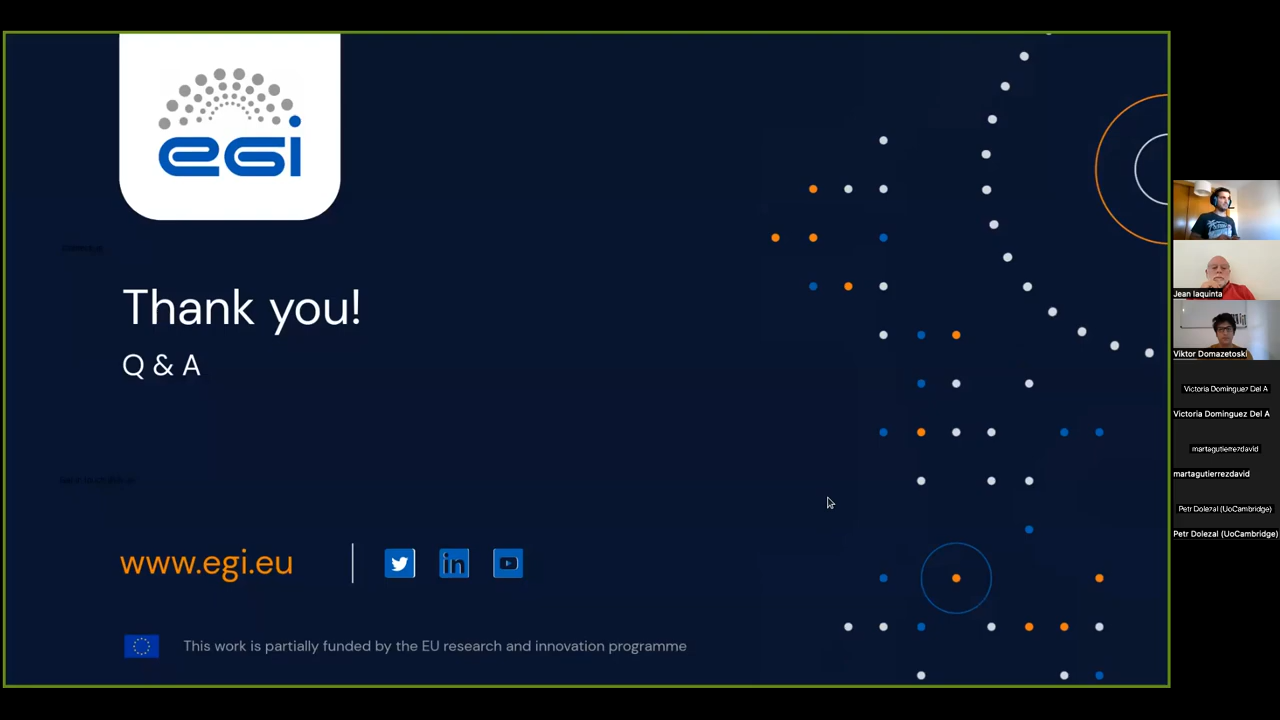 egi
Thank you!
Q & A
www.egi.eu
in
This work is partially funded by the EU research and innovation programme
Jean Iaquinta
Viktor Domazetoski
Victoria Dominguez Del A
Victoria Dominguez Del A
martagutierrezdavid
martagutierrezdavid
Petr Dolezal (UoCambridge)
Petr Dolezal (UoCambridge)